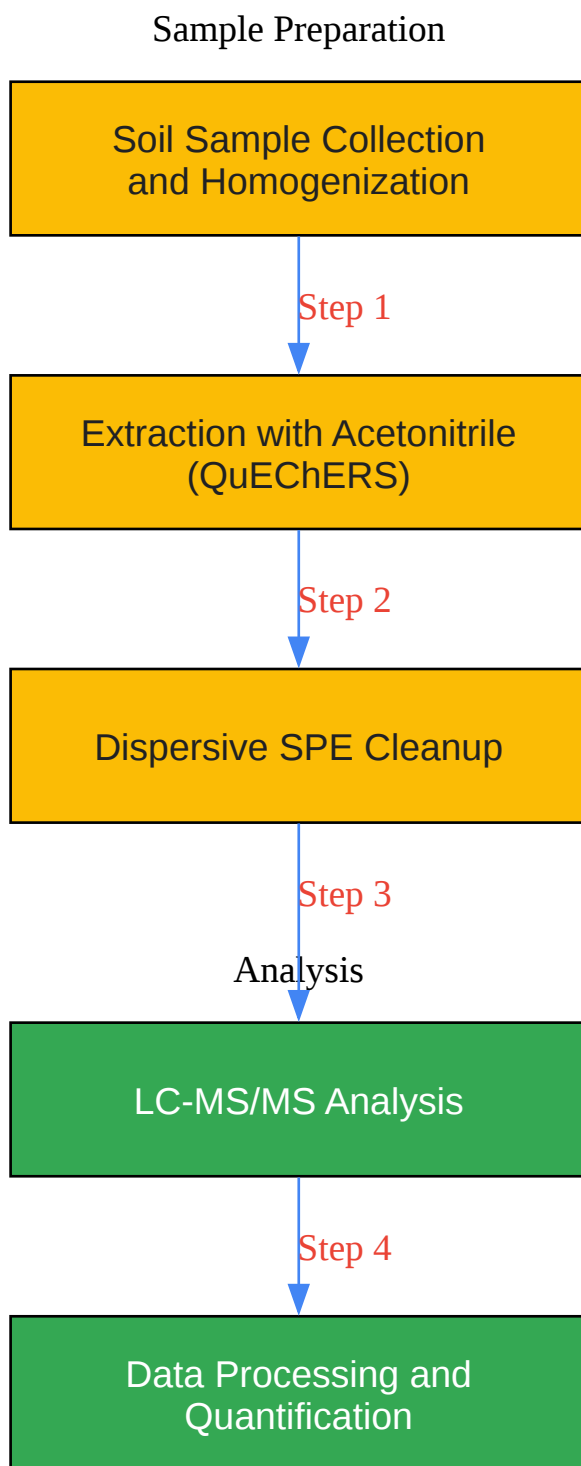 Sample Preparation
Soil Sample Collection
and Homogenization
Step 1
Extraction with Acetonitrile
(QuEChERS)
Step 2
Dispersive SPE Cleanup
Step 3
Analysis
LC-MS/MS Analysis
Step 4
Data Processing and
Quantification